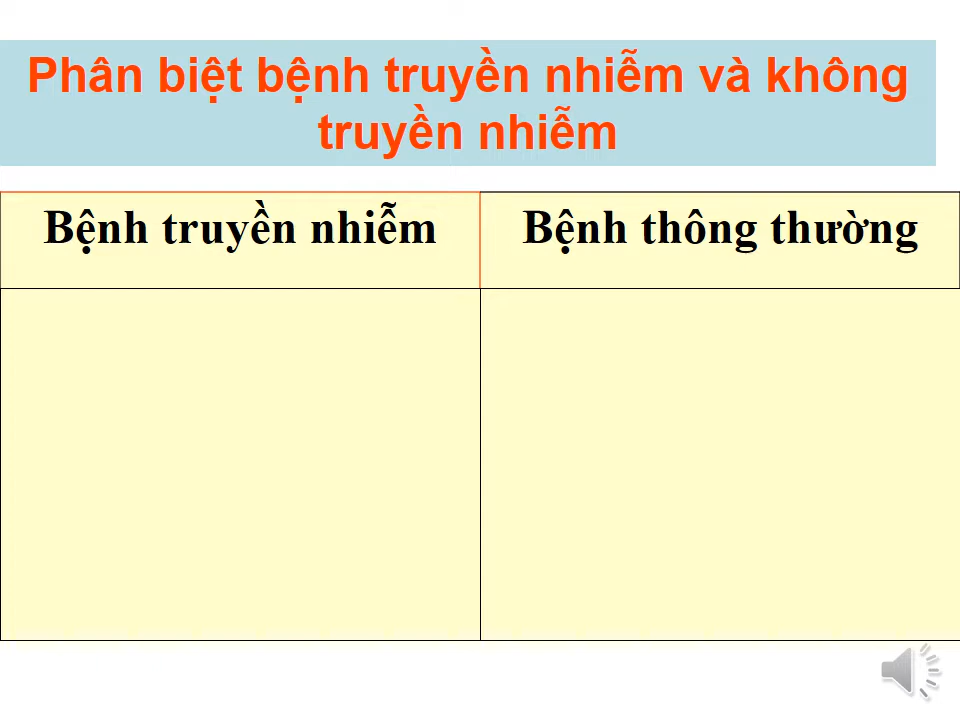 Phân biệt bệnh truyền nhiễm và không
truyền nhiễm
Bệnh truyền nhiễm
Bệnh thông thường